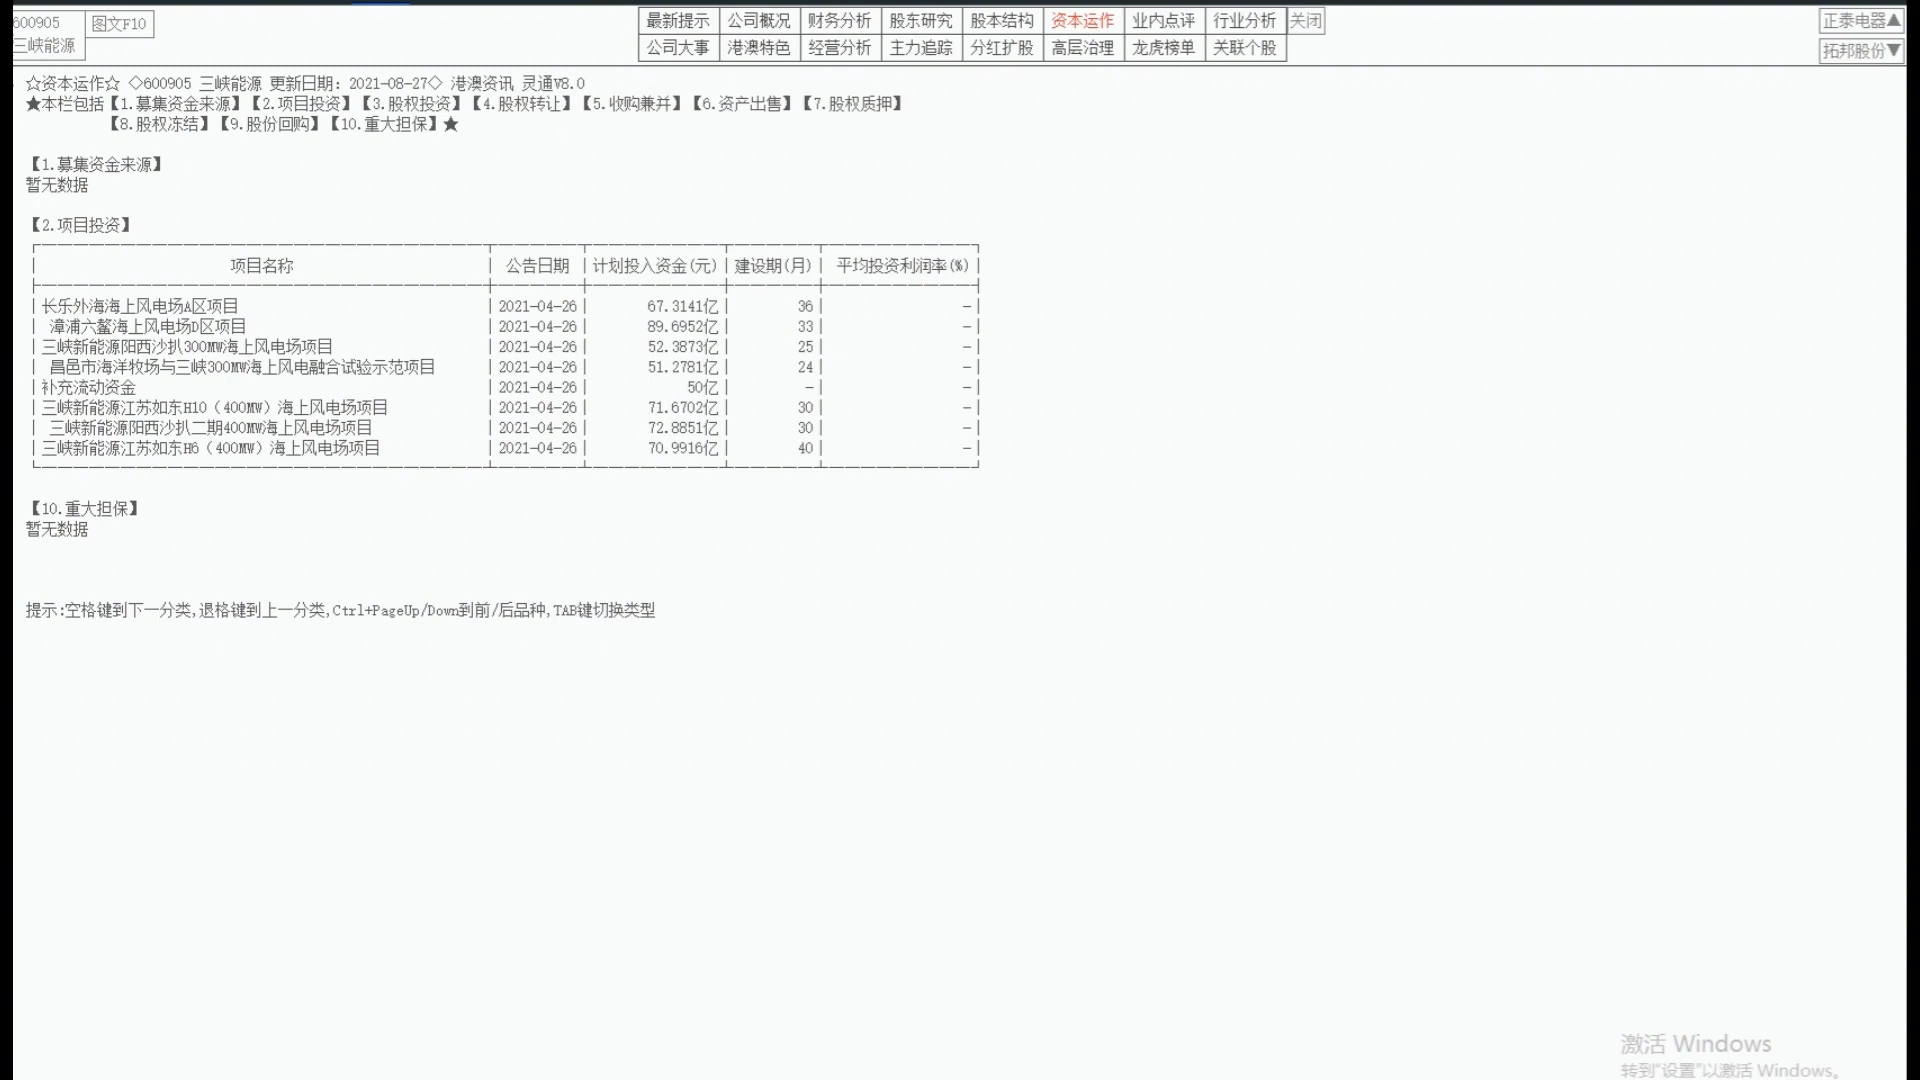 600905 图文F10 最新提示 公司概况 财务分析 股东研究 股本结构 资本运作 业内点评 行业分析 关闭 正泰电器▲
三峡能源 公司大事 港澳特色 经营分析 主力追踪 分红扩股 高层治理 龙虎榜单 关联个股 拓邦股份▼
☆资本运作☆ ◇600905 三峡能源 更新日期：2021-08-27◇ 港澳资讯 灵通V8.0
★本栏包括【1.募集资金来源】【2.项目投资】【3.股权投资】【4.股权转让】【5.收购兼并】【6.资产出售】【7.股权质押】
【8.股权冻结】【9.股份回购】【10.重大担保】★
【1.募集资金来源】
暂无数据
【2.项目投资】
项目名称 公告日期 计划投入资金(元) 建设期(月) 平均投资利润率(%)
长乐外海海上风电场A区项目 2021-04-26 67.3141亿 36 -
漳浦六鳌海上风电场D区项目 2021-04-26 89.6952亿 33 -
三峡新能源阳西沙扒300MW海上风电场项目 2021-04-26 52.3873亿 25 -
昌邑市海洋牧场与三峡300MW海上风电融合试验示范项目 2021-04-26 51.2781亿 24 -
补充流动资金 2021-04-26 50亿 - -
三峡新能源江苏如东H10（400MW）海上风电场项目 2021-04-26 71.6702亿 30 -
三峡新能源阳西沙扒二期400MW海上风电场项目 2021-04-26 72.8851亿 30 -
三峡新能源江苏如东H6（400MW）海上风电场项目 2021-04-26 70.9916亿 40 -
【10.重大担保】
暂无数据
提示:空格键到下一分类,退格键到上一分类,Ctrl+PageUp/Down到前/后品种,TAB键切换类型
激活 Windows
转到"设置"以激活 Windows。